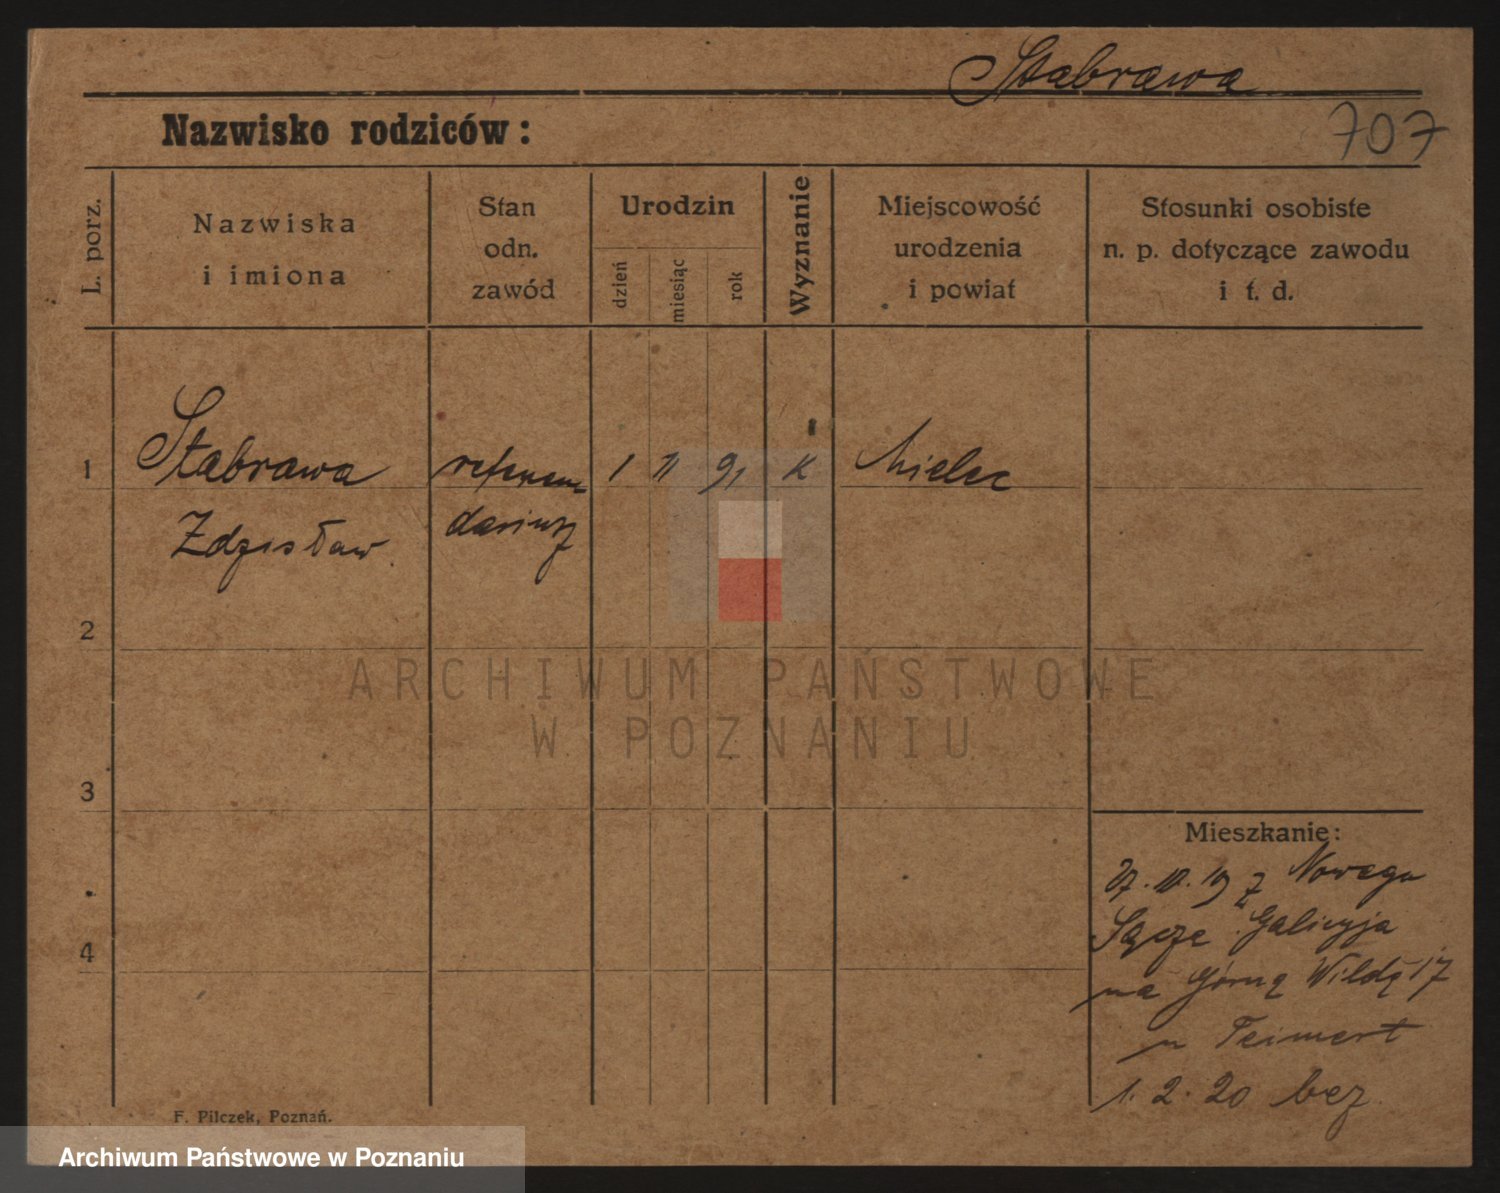 Stabrawa
Nazwisko rodziców:
707
L. porz.
Nazwiska
i imiona
Stan
odn.
zawód
Urodzin
dzień
miesiąc
rok
Wyznanie
Miejscowość
urodzenia
i powiat
Stosunki osobiste
n. p. dotyczące zawodu
i t. d.
1
Stabrawa
Zdzisław
referen
dariusz
1 11 91 K Mielec
2
ARCHIWUM PAŃSTWOWE
W POZNANIU
3
Mieszkanie:
z Nowego
Sącza Galicyja
4
na Górną Wildę 17
u Teimert
1. 2. 20 bez
F. Pilczek, Poznań.
Archiwum Państwowe w Poznaniu